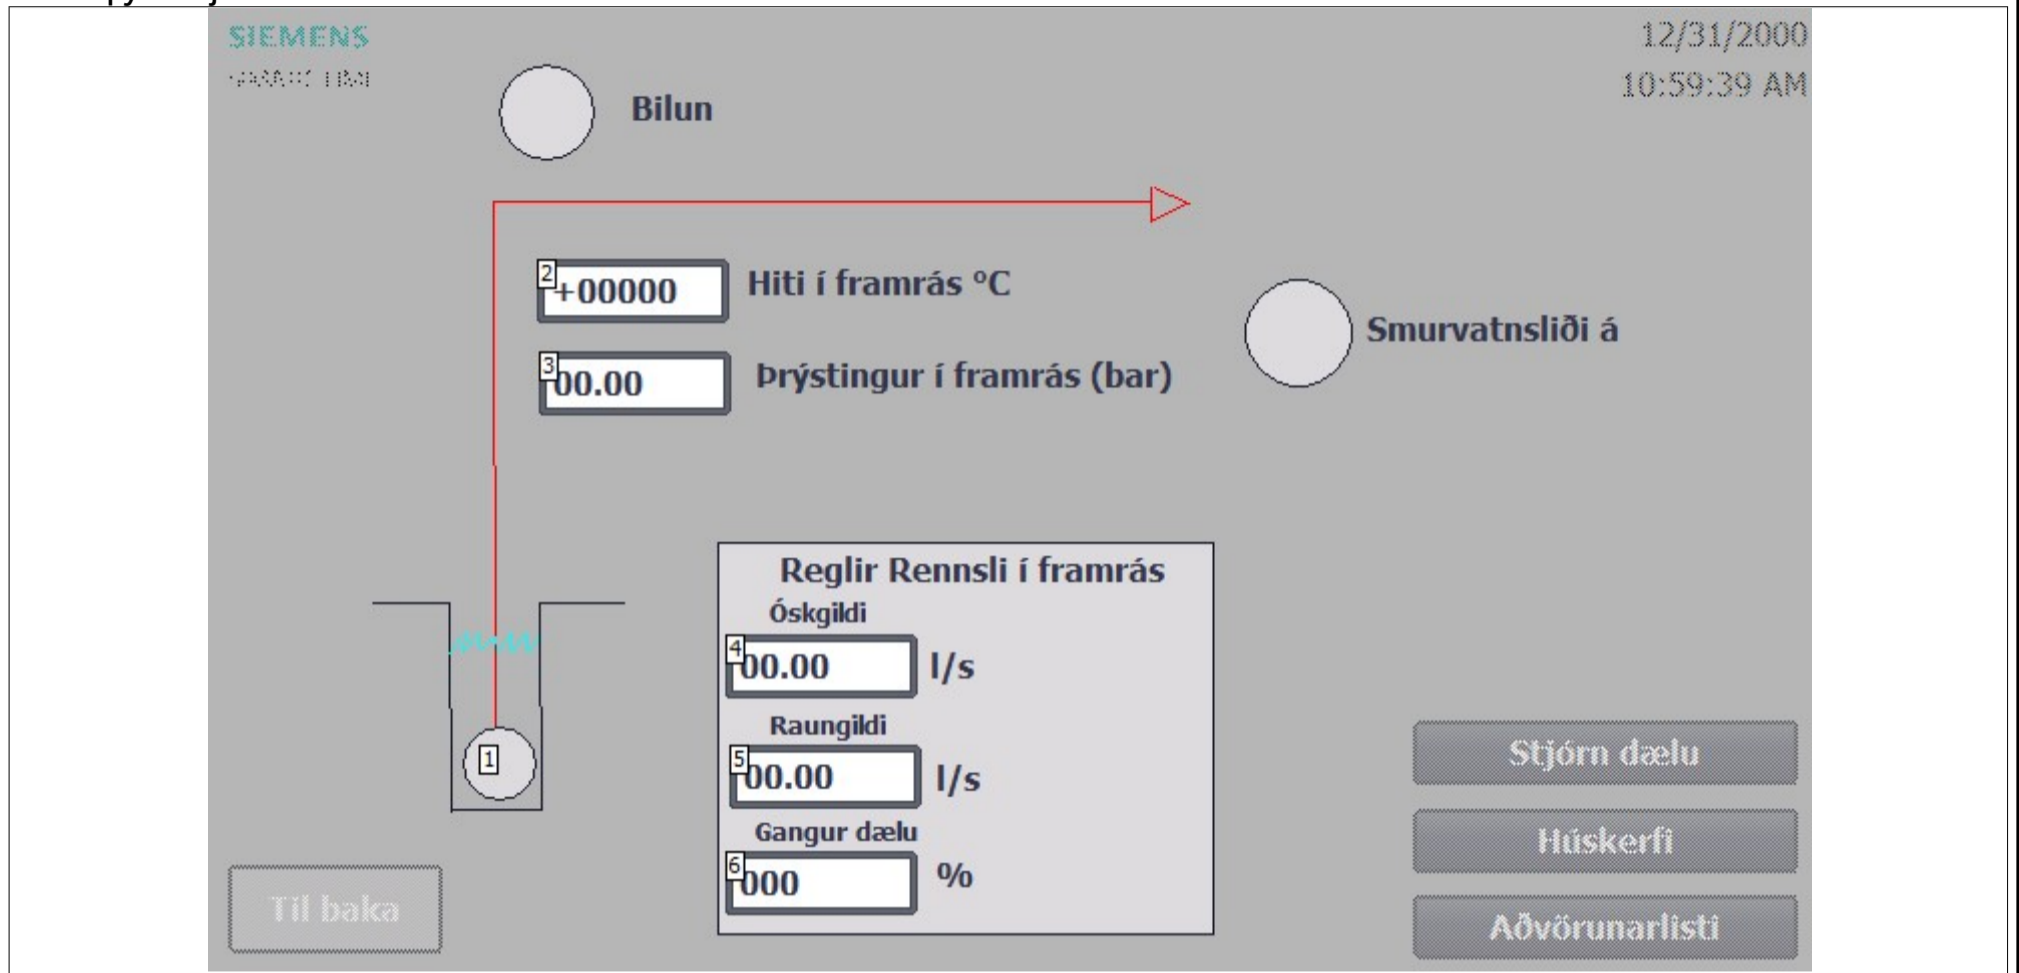 SIEMENS
12/31/2000
10:59:39 AM
Bilun
2
+00000
Hiti í framrás °C
3
00.00
Þrýstingur í framrás (bar)
Smurvatnsliði á
Reglir Rennsli í framrás
Óskgildi
4
00.00
l/s
Raungildi
5
00.00
l/s
Gangur dælu
6
000
%
1
Stjórn dælu
Húskerfi
Aðvörunarlisti
Til baka